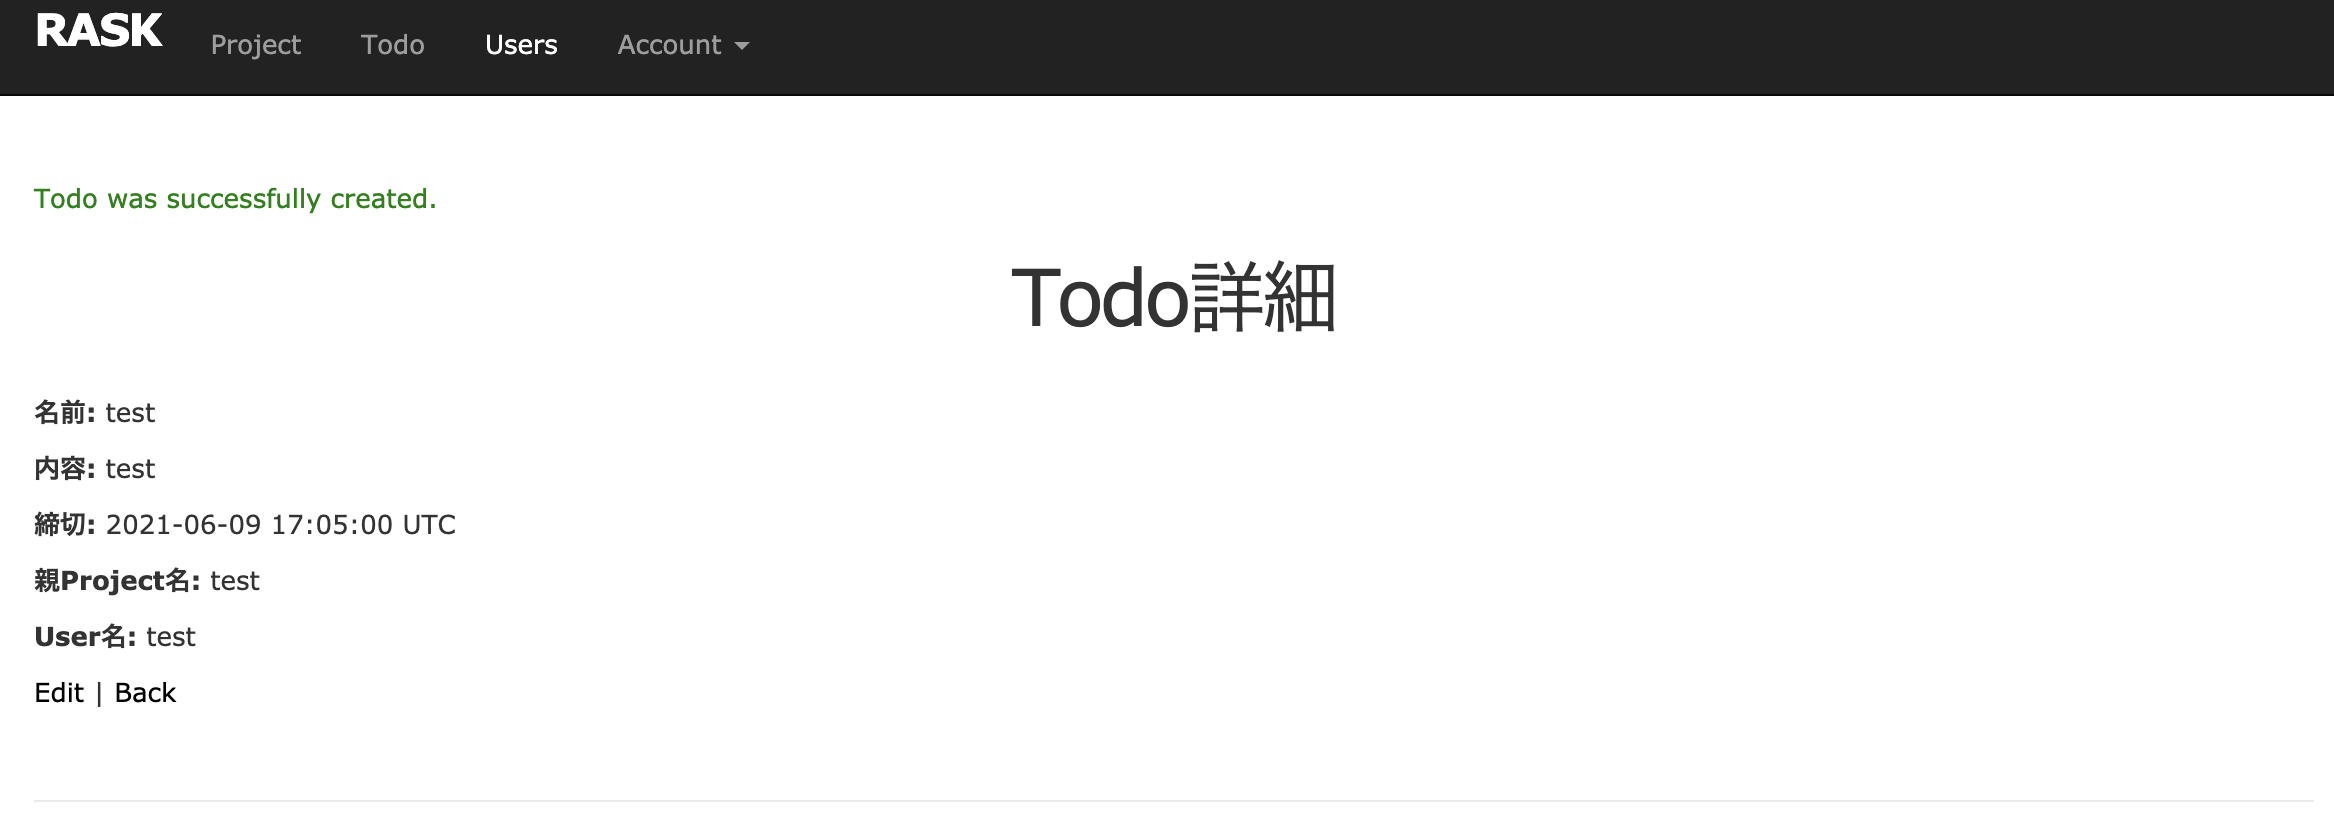 RASK Project Todo Users Account
Todo was successfully created.
Todo詳細
名前: test
内容: test
締切: 2021-06-09 17:05:00 UTC
親Project名: test
User名: test
Edit | Back